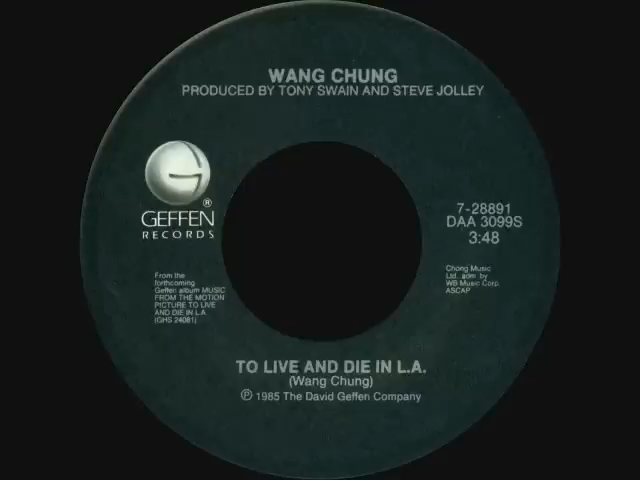 WANG CHUNG
PRODUCED BY TONY SWAIN AND STEVE JOLLEY
G
®
GEFFEN
RECORDS
7-28891
DAA 3099S
3:48
From the
forthcoming
Geffen album MUSIC
FROM THE MOTION
PICTURE TO LIVE
AND DIE IN L.A.
(GHS 24081)
Chong Music
Ltd. adm. by
WB Music Corp.
ASCAP
TO LIVE AND DIE IN L.A.
(Wang Chung)
℗ 1985 The David Geffen Company